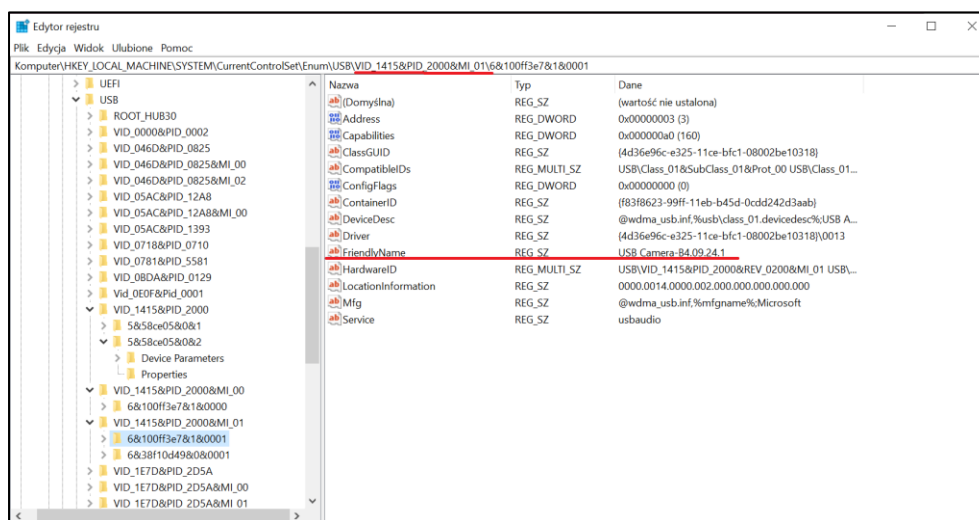 Edytor rejestru
Plik Edycja Widok Ulubione Pomoc
Komputer\HKEY_LOCAL_MACHINE\SYSTEM\CurrentControlSet\Enum\USB\VID_1415&PID_2000&MI_01\6&100ff3e7&1&0001
UEFI
USB
ROOT_HUB30
VID_0000&PID_0002
VID_046D&PID_0825
VID_046D&PID_0825&MI_00
VID_046D&PID_0825&MI_02
VID_05AC&PID_12A8
VID_05AC&PID_12A8&MI_00
VID_05AC&PID_1393
VID_0718&PID_0710
VID_0781&PID_5581
VID_0BDA&PID_0129
Vid_0E0F&Pid_0001
VID_1415&PID_2000
5&58ce05&0&1
5&58ce05&0&2
Device Parameters
Properties
VID_1415&PID_2000&MI_00
6&100ff3e7&1&0000
VID_1415&PID_2000&MI_01
6&100ff3e7&1&0001
6&38f10d49&0&0001
VID_1E7D&PID_2D5A
VID_1E7D&PID_2D5A&MI_00
VID_1E7D&PID_2D5A&MI_01
Nazwa Typ Dane
(Domyślna) REG_SZ (wartość nie ustalona)
Address REG_DWORD 0x00000003 (3)
Capabilities REG_DWORD 0x000000a0 (160)
ClassGUID REG_SZ {4d36e96c-e325-11ce-bfc1-08002be10318}
CompatibleIDs REG_MULTI_SZ USB\Class_01&SubClass_01&Prot_00 USB\Class_01...
ConfigFlags REG_DWORD 0x00000000 (0)
ContainerID REG_SZ {f83f8623-99ff-11eb-b45d-0cdd242d3aab}
DeviceDesc REG_SZ @wdma_usb.inf,%usb\class_01.devicedesc%;USB A...
Driver REG_SZ {4d36e96c-e325-11ce-bfc1-08002be10318}\0013
FriendlyName REG_SZ USB Camera-B4.09.24.1
HardwareID REG_MULTI_SZ USB\VID_1415&PID_2000&REV_0200&MI_01 USB\...
LocationInformation REG_SZ 0000.0014.0000.002.000.000.000.000.000
Mfg REG_SZ @wdma_usb.inf,%mfgname%;Microsoft
Service REG_SZ usbaudio